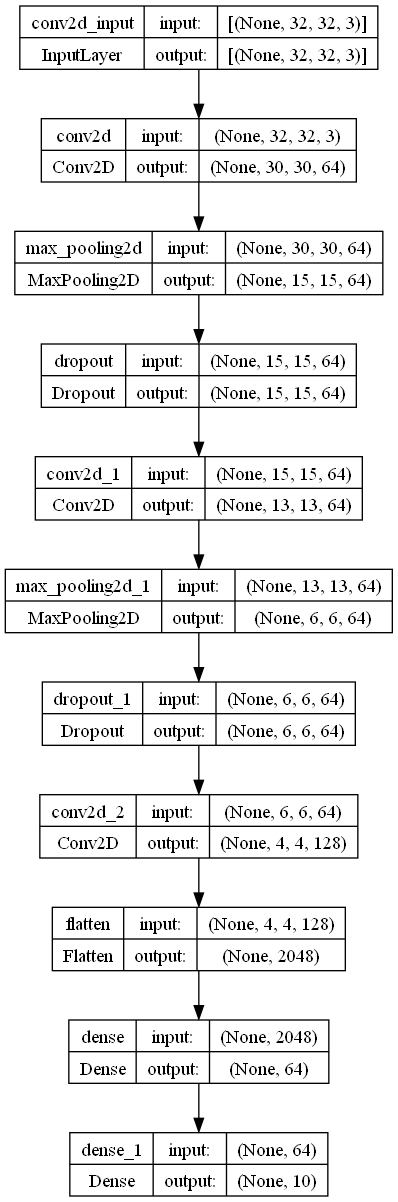 conv2d_input input: [(None, 32, 32, 3)]
InputLayer output: [(None, 32, 32, 3)]
conv2d input: (None, 32, 32, 3)
Conv2D output: (None, 30, 30, 64)
max_pooling2d input: (None, 30, 30, 64)
MaxPooling2D output: (None, 15, 15, 64)
dropout input: (None, 15, 15, 64)
Dropout output: (None, 15, 15, 64)
conv2d_1 input: (None, 15, 15, 64)
Conv2D output: (None, 13, 13, 64)
max_pooling2d_1 input: (None, 13, 13, 64)
MaxPooling2D output: (None, 6, 6, 64)
dropout_1 input: (None, 6, 6, 64)
Dropout output: (None, 6, 6, 64)
conv2d_2 input: (None, 6, 6, 64)
Conv2D output: (None, 4, 4, 128)
flatten input: (None, 4, 4, 128)
Flatten output: (None, 2048)
dense input: (None, 2048)
Dense output: (None, 64)
dense_1 input: (None, 64)
Dense output: (None, 10)